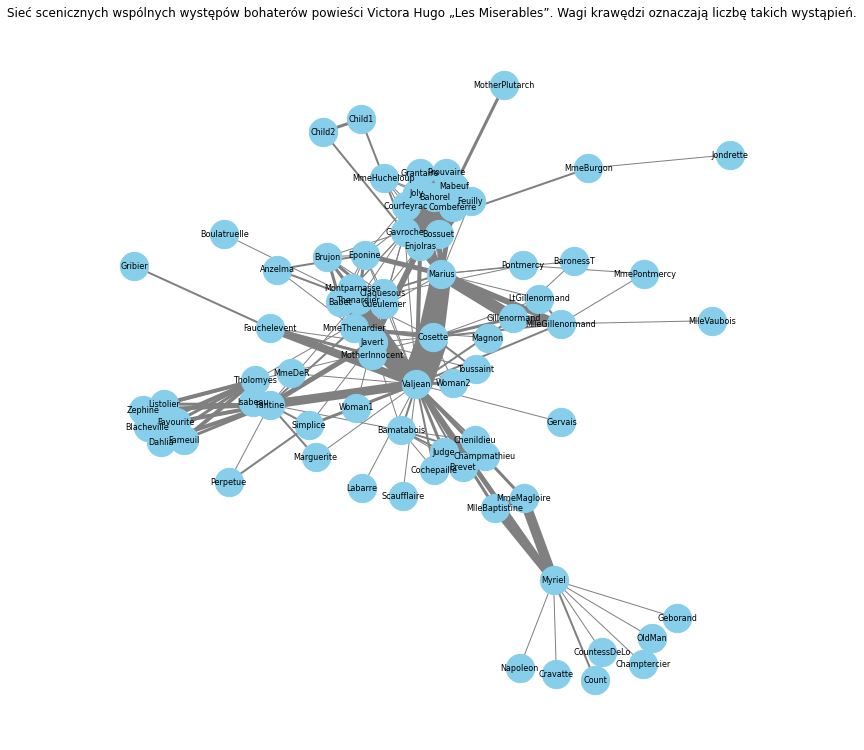 Sieć scenicznych wspólnych występów bohaterów powieści Victora Hugo „Les Miserables”. Wagi krawędzi oznaczają liczbę takich wystąpień.
MotherPlutarch
Child1
Child2
Jondrette
MmeBurgon
Grantaire
Prouvaire
MmeHucheloup
Mabeuf
Joly
Bahorel
Feuilly
Courfeyrac
Combeferre
Boulatruelle
Gavroche
Bossuet
Enjolras
Brujon
Eponine
BaronessT
Pontmercy
Gribier
Anzelma
Marius
MmePontmercy
Montparnasse
Claquesous
LtGillenormand
Babet
Thenardier
Gueulemer
Gillenormand
MlleGillenormand
MlleVaubois
Fauchelevent
MmeThenardier
Cosette
Magnon
Javert
MotherInnocent
Toussaint
MmeDeR
Tholomyes
Valjean
Woman2
Listolier
Isabeau
Fantine
Woman1
Zephine
Favourite
Blacheville
Dahlia
Fameuil
Simplice
Gervais
Bamatabois
Chenildieu
Judge
Champmathieu
Marguerite
Cochepaille
Brevet
Perpetue
Labarre
Scaufflaire
MmeMagloire
MlleBaptistine
Myriel
Geborand
OldMan
CountessDeLo
Champtercier
Napoleon
Cravatte
Count